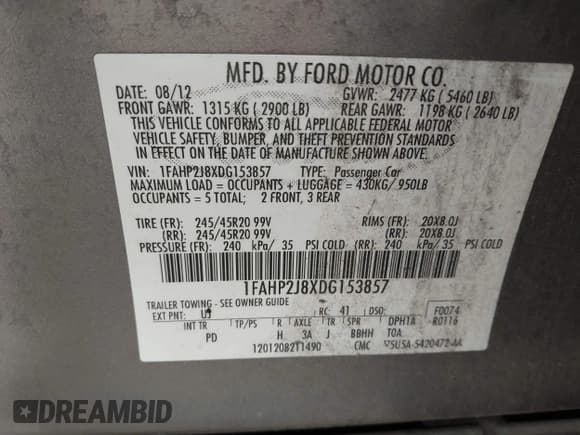 MFD. BY FORD MOTOR CO.
DATE: 08/12 GVWR: 2477 KG ( 5460 LB)
FRONT GAWR: 1315 KG ( 2900 LB) REAR GAWR: 1198 KG ( 2640 LB)
THIS VEHICLE CONFORMS TO ALL APPLICABLE FEDERAL MOTOR
VEHICLE SAFETY, BUMPER, AND THEFT PREVENTION STANDARDS
IN EFFECT ON THE DATE OF MANUFACTURE SHOWN ABOVE.
VIN: 1FAHP2J8XDG153857 TYPE: Passenger Car
MAXIMUM LOAD = OCCUPANTS + LUGGAGE = 430KG/ 950LB
OCCUPANTS = 5 TOTAL; 2 FRONT, 3 REAR
TIRE (FR): 245/45R20 99V RIMS (FR): 20X8.0J
(RR): 245/45R20 99V (RR): 20X8.0J
PRESSURE (FR): 240 kPa/ 35 PSI COLD (RR): 240 kPa/ 35 PSI COLD
1FAHP2J8XDG153857
TRAILER TOWING - SEE OWNER GUIDE
EXT PNT: UJ RC: 41 DSO: F0074
INT TR TP/PS R AXLE TR SPR DPH1A R0116
PD H 3A J BBHH TOA
12012082T1490 CMC 5U5A-5420472-AA
DREAMBID